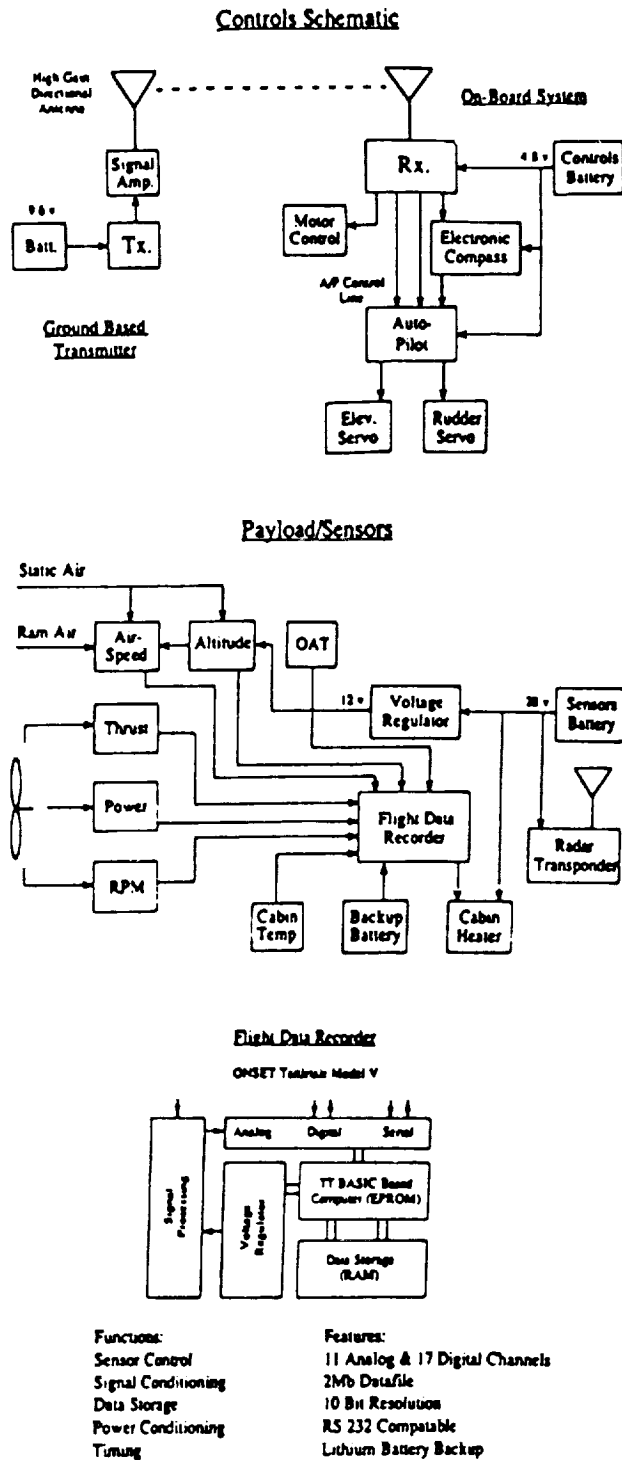 Controls Schematic
High Gain
Directional
Antenna
On-Board System
Signal
Amp.
Rx.
4 8 v
Controls
Battery
9 6 v
Batt.
Tx.
Motor
Control
Electronic
Compass
A/P Control
Line
Ground Based
Transmitter
Auto-
Pilot
Elev.
Servo
Rudder
Servo
Payload/Sensors
Static Air
Ram Air
Air-
Speed
Altitude
OAT
12 v
Voltage
Regulator
28 v
Sensors
Battery
Thrust
Power
Flight Data
Recorder
Radar
Transponder
RPM
Cabin
Temp
Backup
Battery
Cabin
Heater
Flight Data Recorder
ONSET Tattletale Model V
Analog Digital Serial
Signal
Processing
Voltage
Regulator
TT BASIC Based
Computer (EPROM)
Data Storage
(RAM)
Functions:
Sensor Control
Signal Conditioning
Data Storage
Power Conditioning
Timing
Features:
11 Analog & 17 Digital Channels
2Mb Datafile
10 Bit Resolution
RS 232 Compatable
Lithium Battery Backup